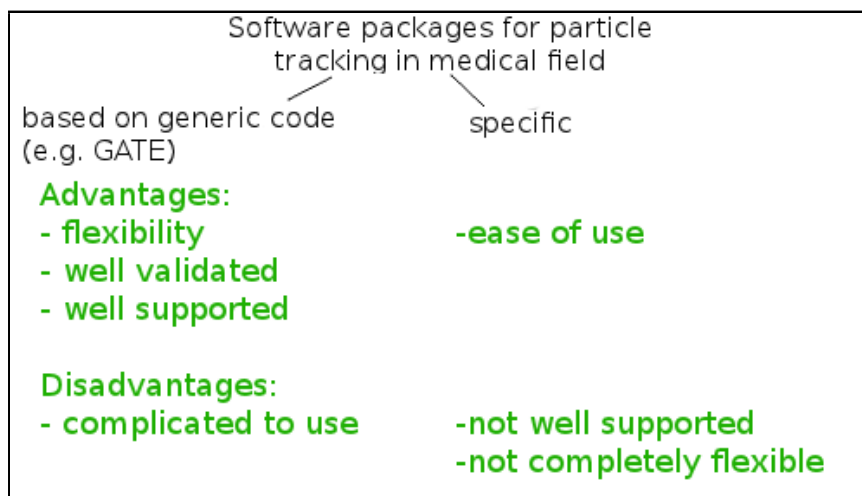 Software packages for particle
tracking in medical field
based on generic code
(e.g. GATE)
specific
Advantages:
- flexibility
- well validated
- well supported
-ease of use
Disadvantages:
- complicated to use
-not well supported
-not completely flexible